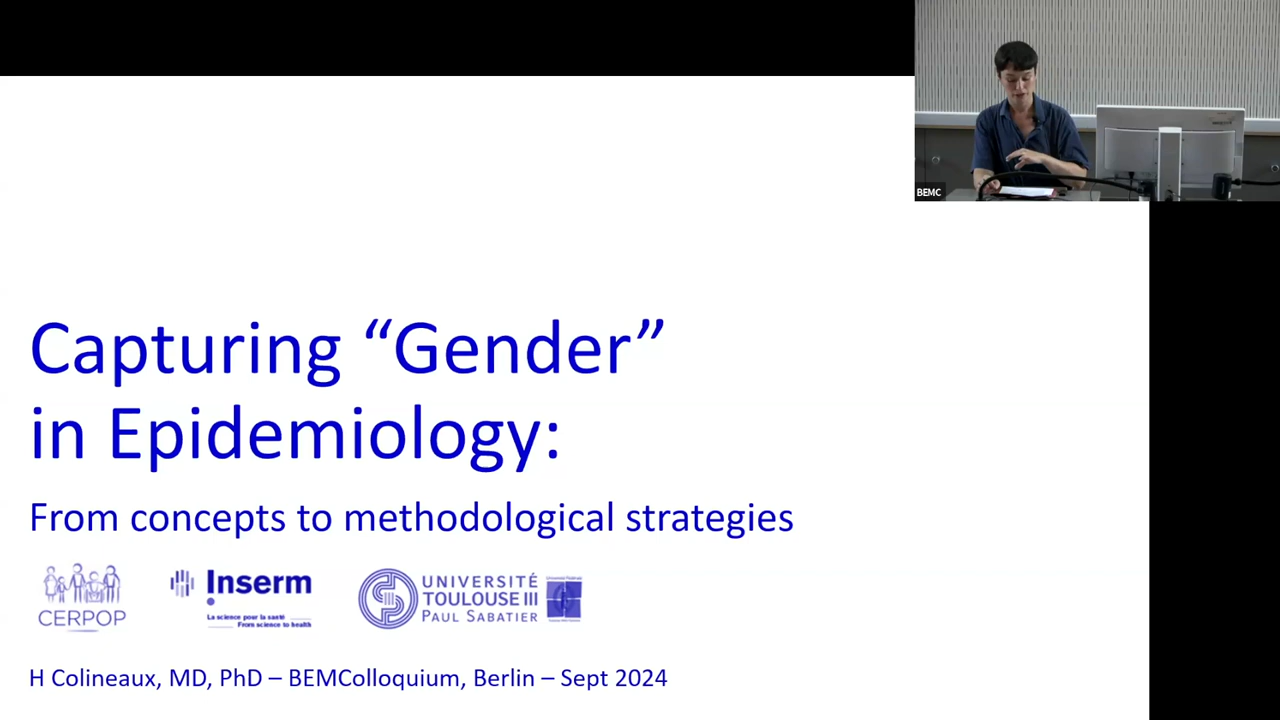 BEMC
Capturing “Gender”
in Epidemiology:
From concepts to methodological strategies
CERPOP
Inserm
La science pour la santé
From science to health
UNIVERSITÉ
TOULOUSE III
PAUL SABATIER
H Colineaux, MD, PhD – BEMColloquium, Berlin – Sept 2024